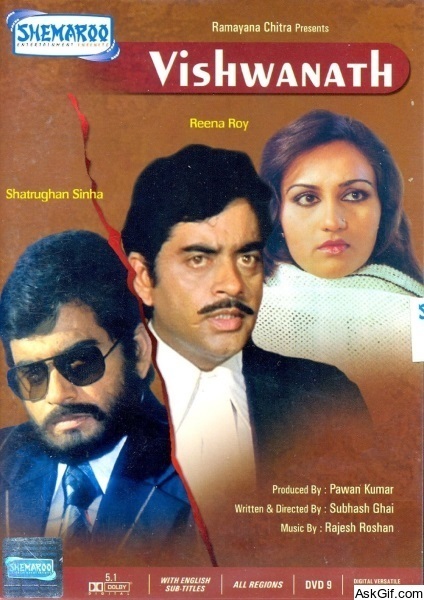 SHEMAROO
ENTERTAINMENT UNLIMITED
Ramayana Chitra Presents
VISHWANATH
Reena Roy
Shatrughan Sinha
Produced By : Pawan Kumar
Written & Directed By : Subhash Ghai
Music By : Rajesh Roshan
SHEMAROO
5.1
DOLBY
DIGITAL
WITH ENGLISH
SUB-TITLES
ALL REGIONS
DVD 9
DIGITAL VERSATILE
AskGif.com